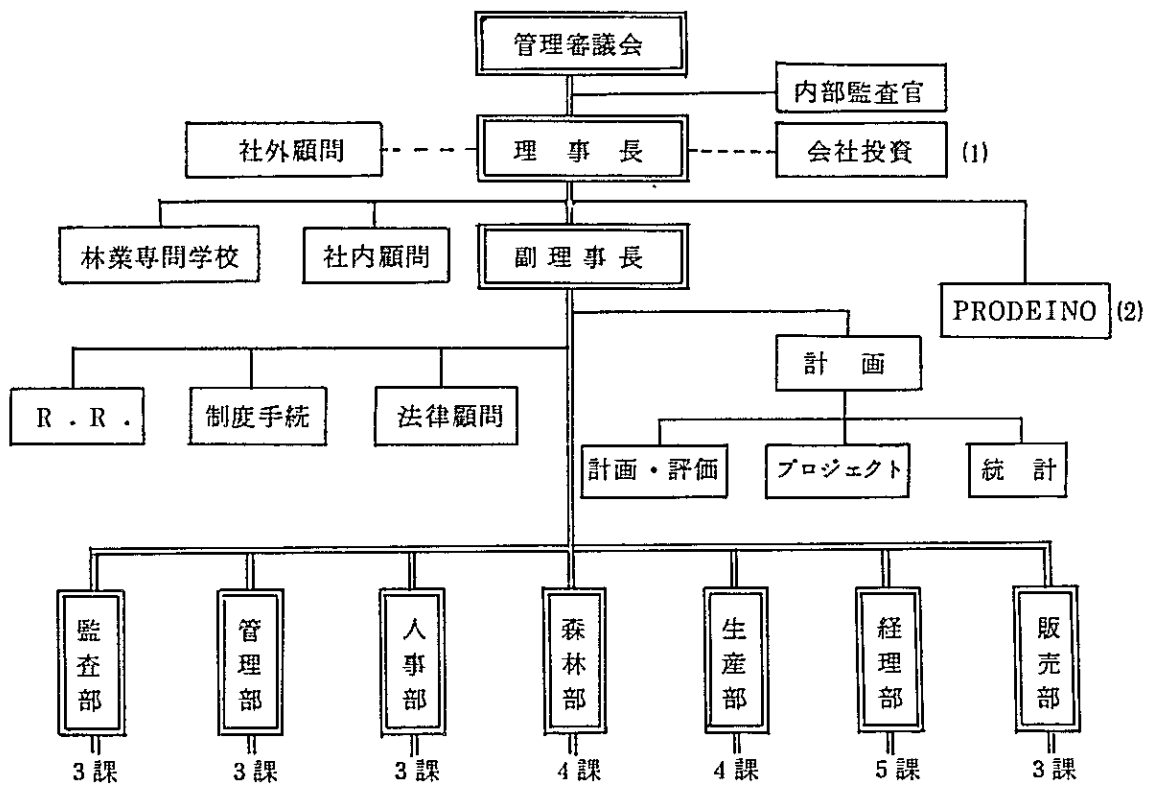 管理審議会
内部監査官
社外顧問
理事長
会社投資 (1)
林業専問学校
社内顧問
副理事長
PRODEINO (2)
計画
R.R.
制度手続
法律顧問
計画・評価
プロジェクト
統計
監査部
管理部
人事部
森林部
生産部
経理部
販売部
3課
3課
3課
4課
4課
5課
3課